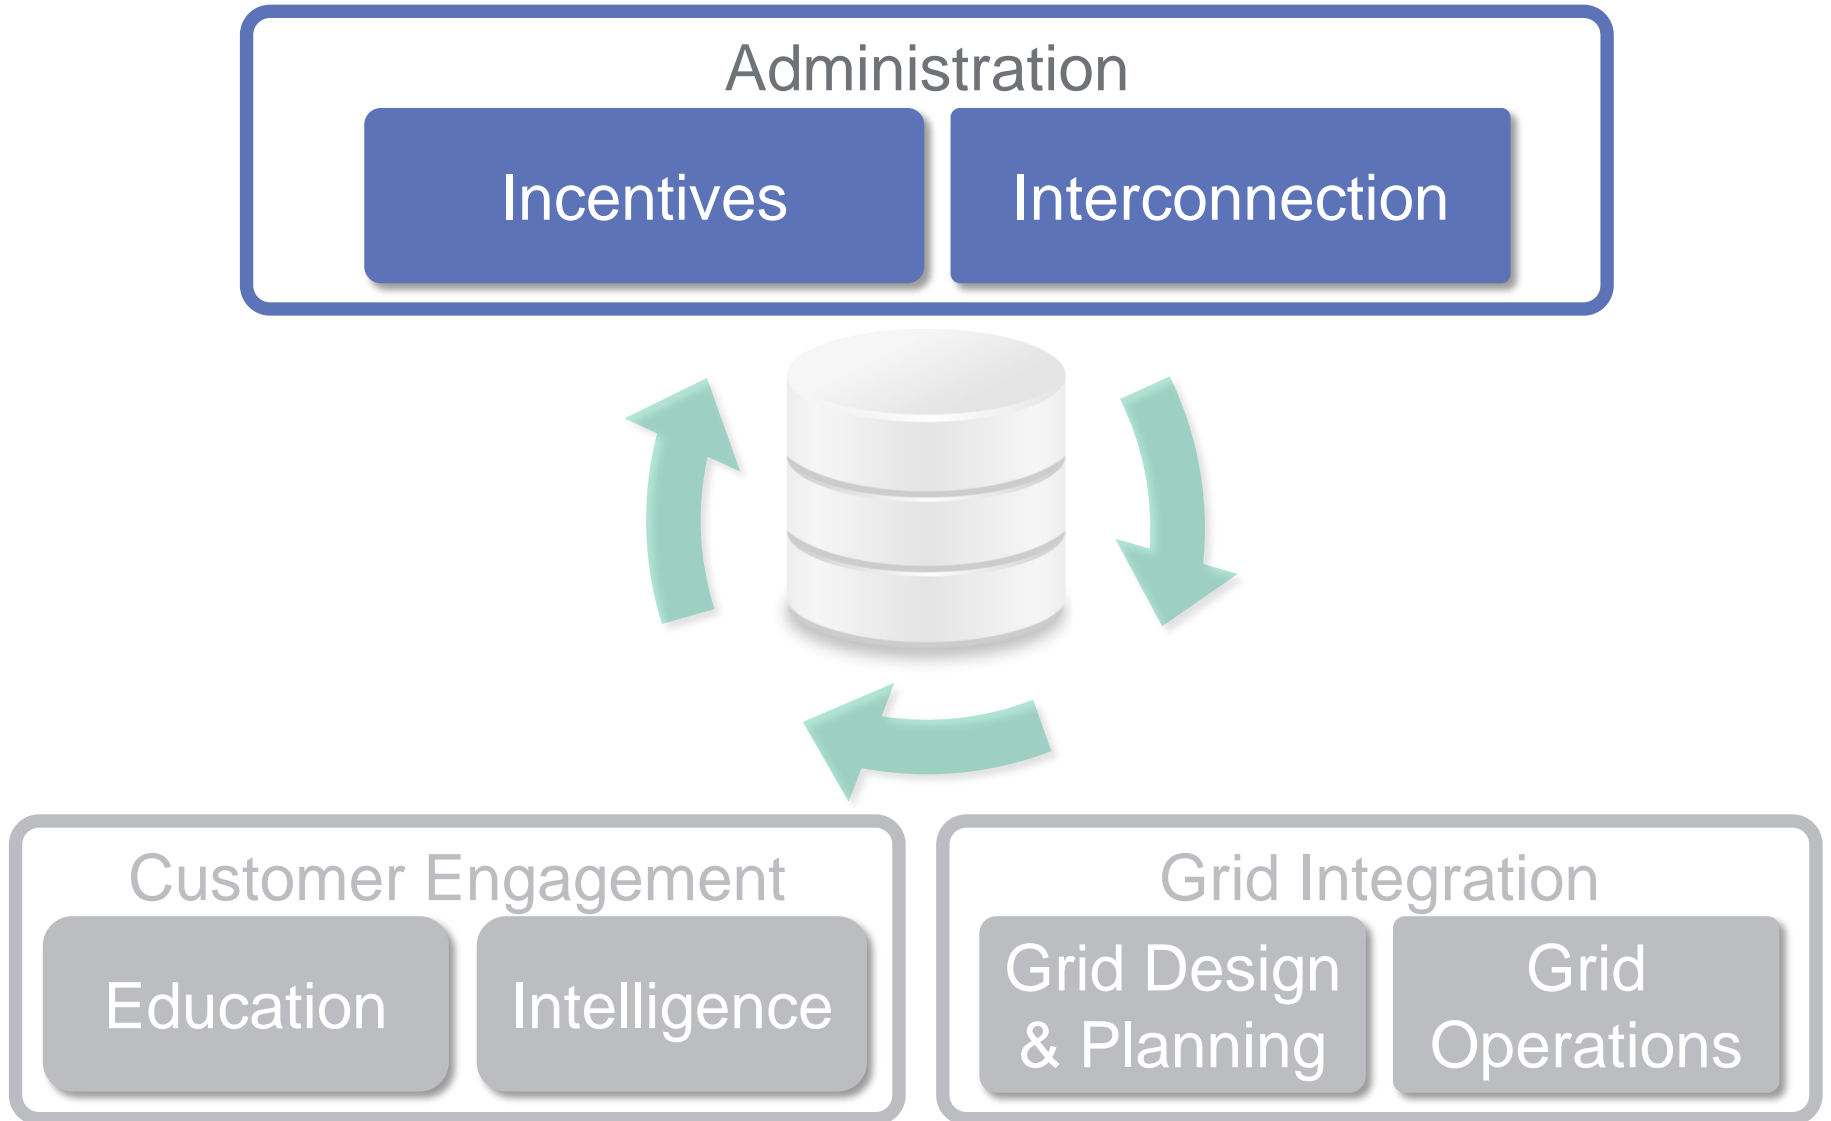 Administration
Incentives
Interconnection
Customer Engagement
Education
Intelligence
Grid Integration
Grid Design
& Planning
Grid
Operations